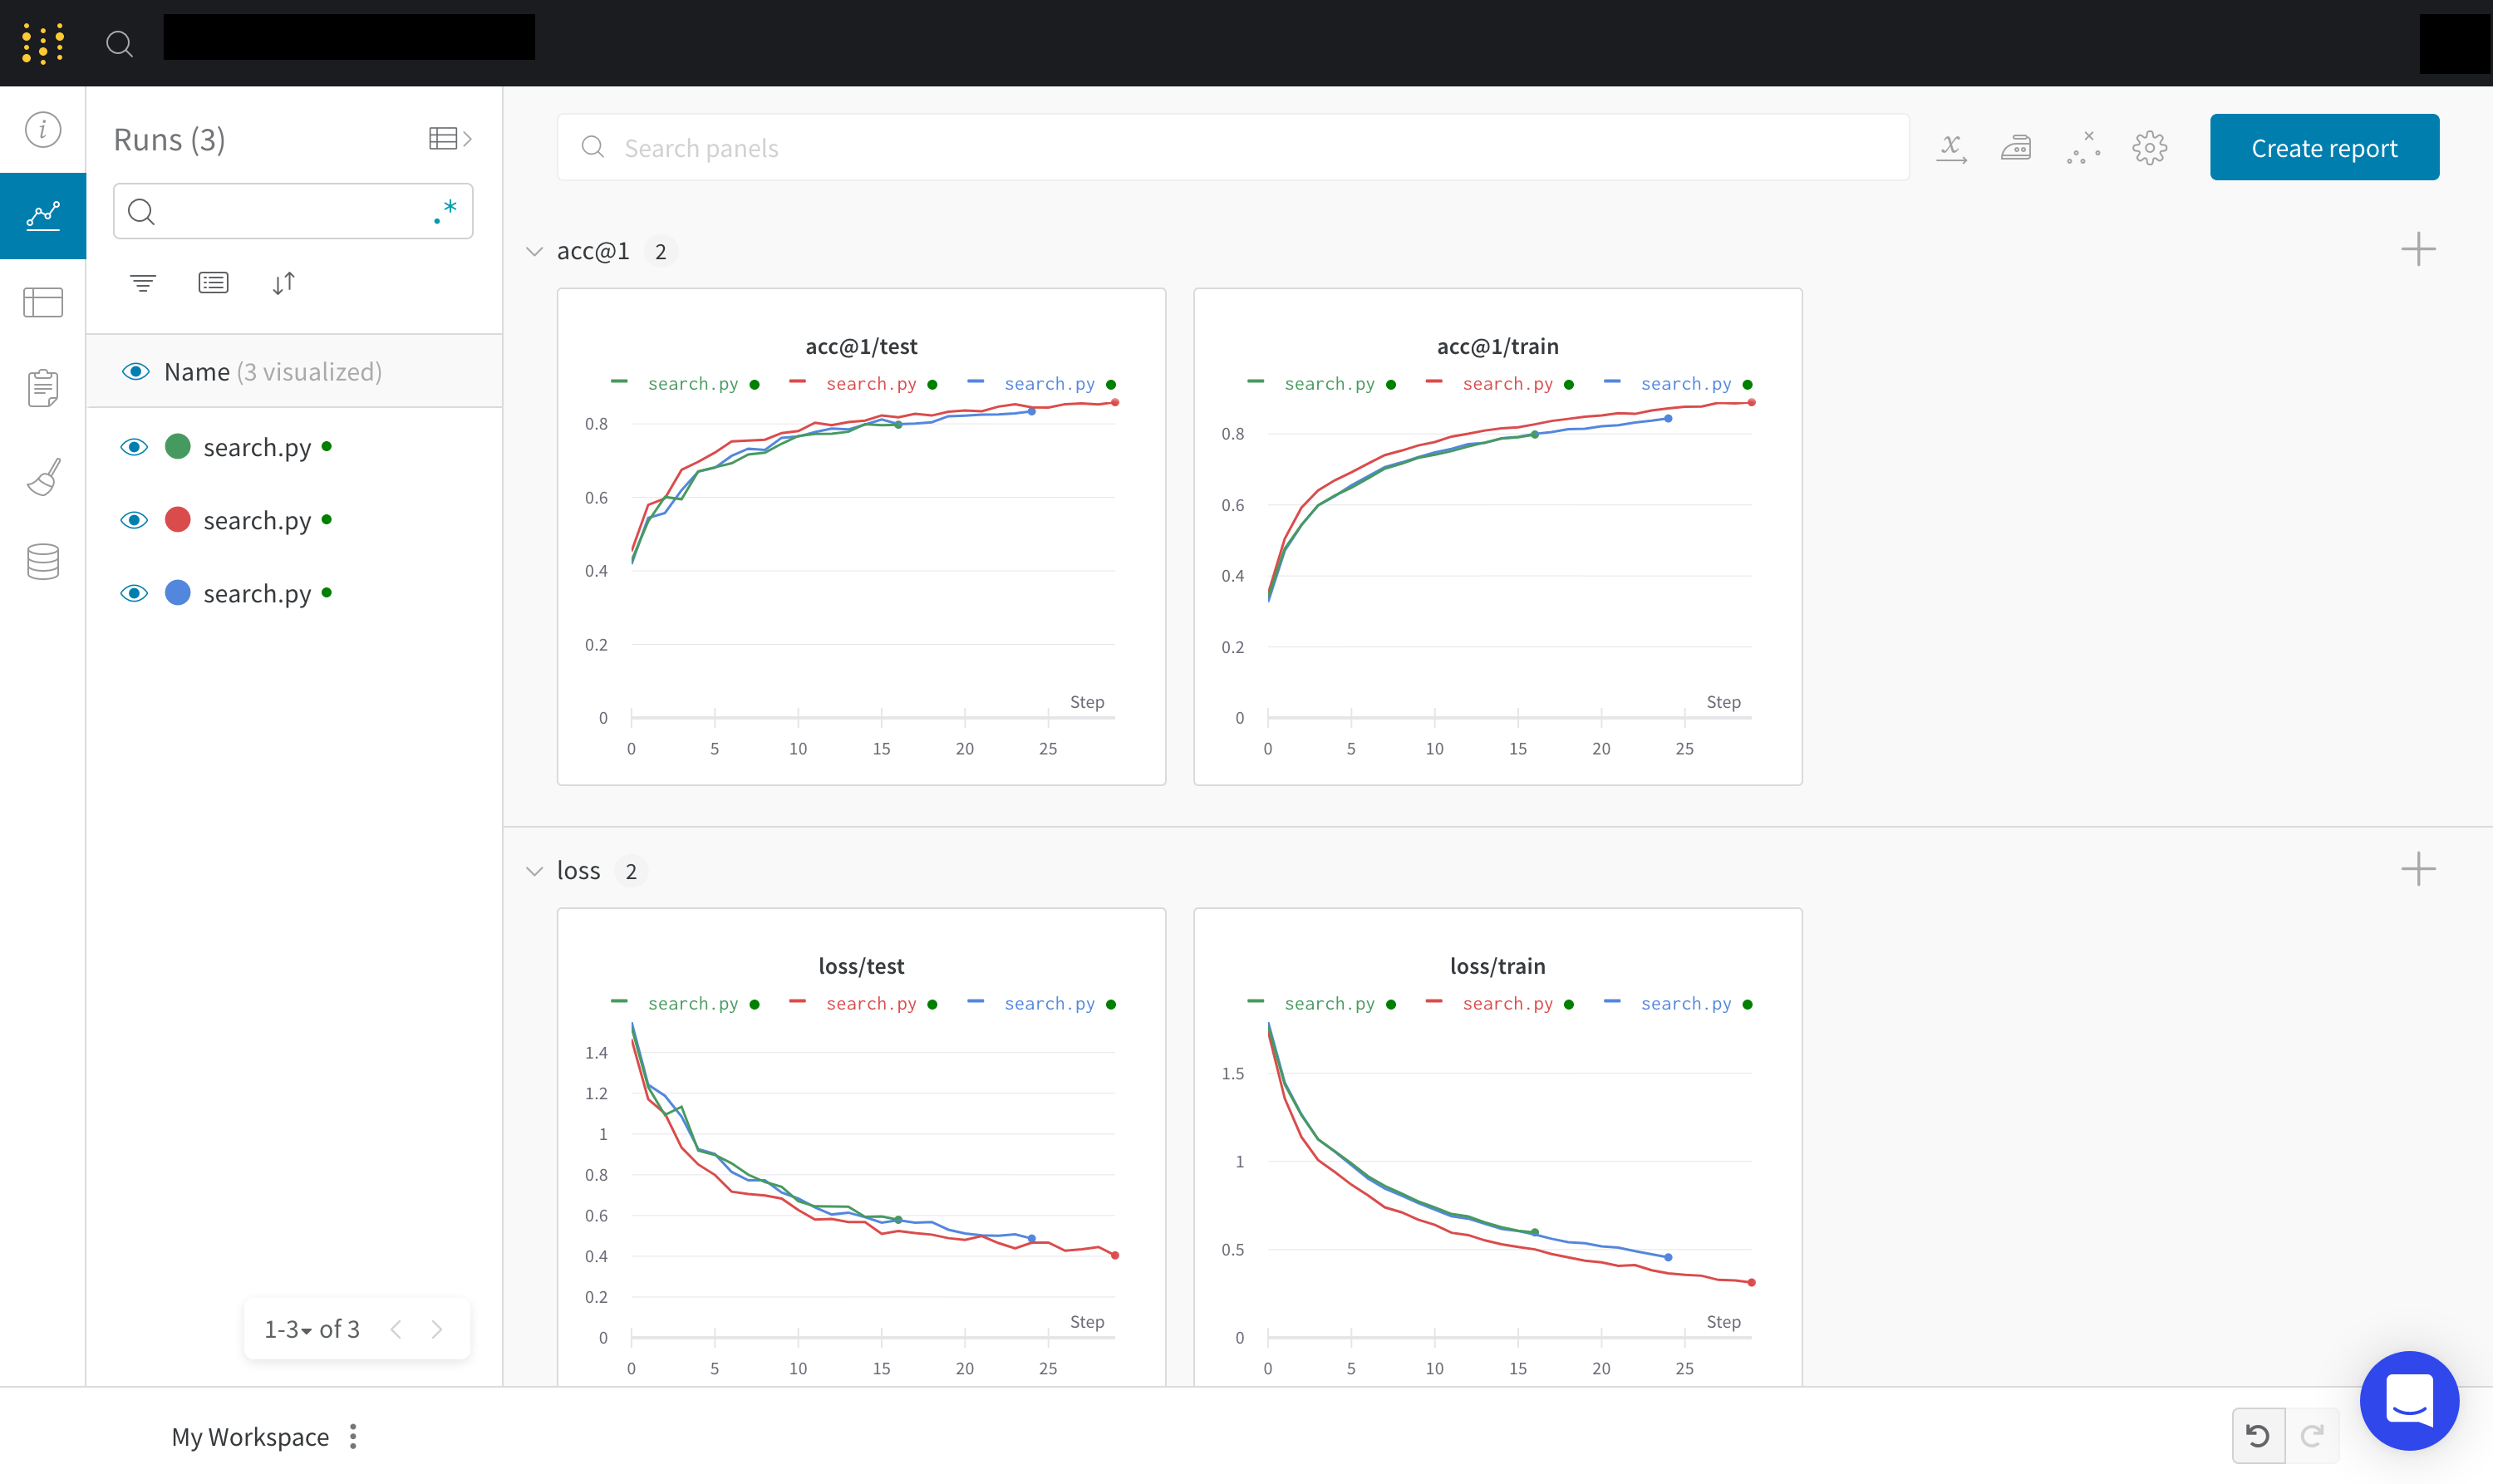 Runs (3)
.*
Name (3 visualized)
search.py
search.py
search.py
1-3 of 3
Search panels
Create report
acc@1 2
acc@1/test
search.py search.py search.py
0.8
0.6
0.4
0.2
0
Step
0 5 10 15 20 25
acc@1/train
search.py search.py search.py
0.8
0.6
0.4
0.2
0
Step
0 5 10 15 20 25
loss 2
loss/test
search.py search.py search.py
1.4
1.2
1
0.8
0.6
0.4
0.2
0
Step
0 5 10 15 20 25
loss/train
search.py search.py search.py
1.5
1
0.5
0
Step
0 5 10 15 20 25
My Workspace